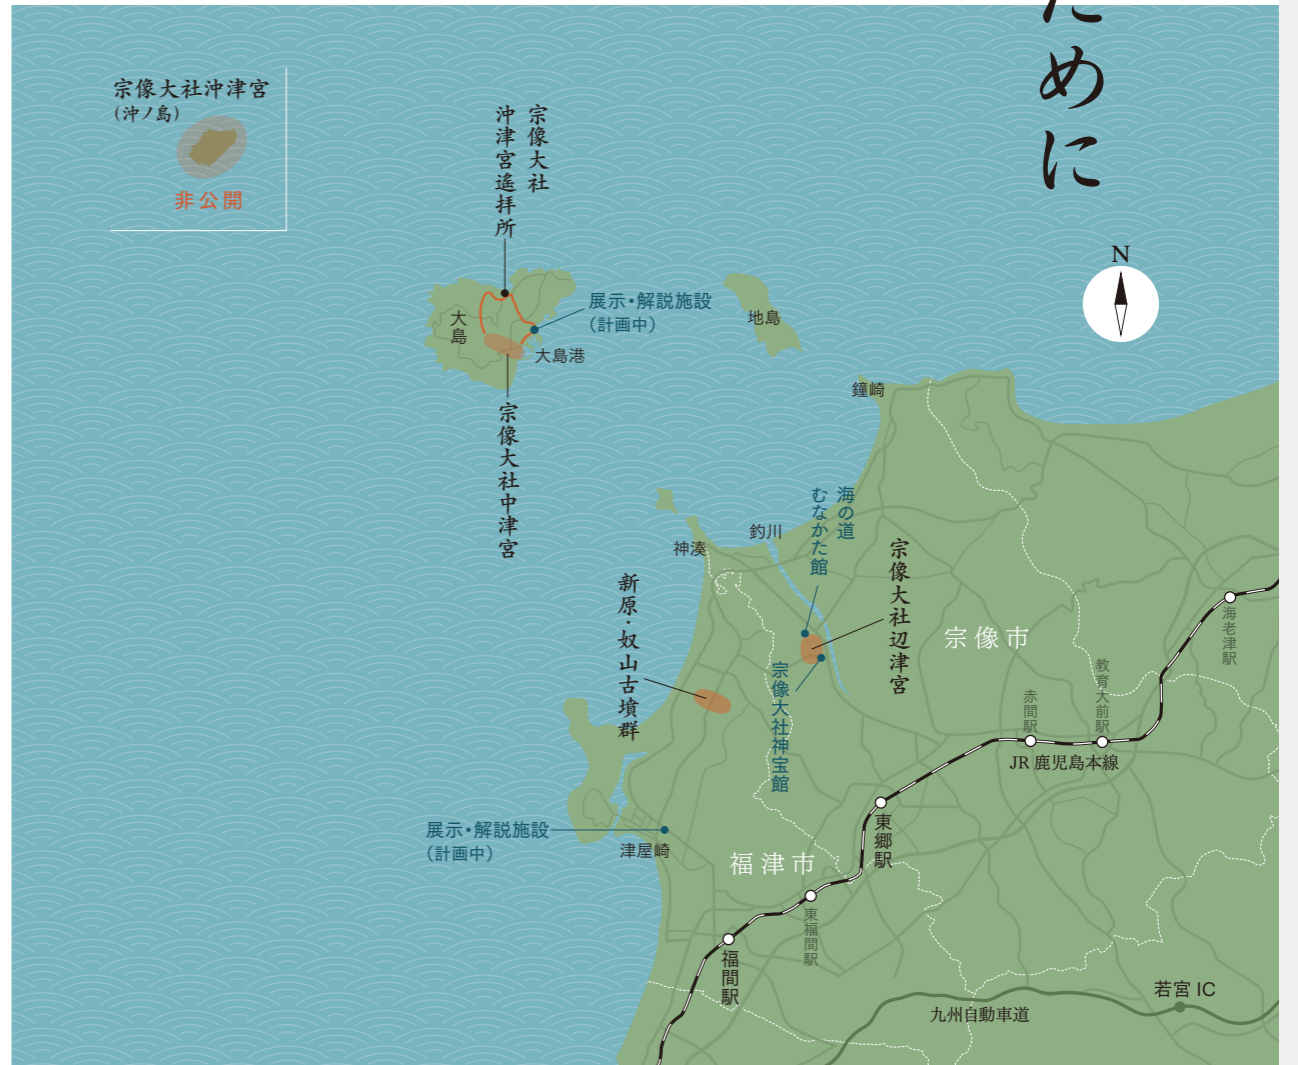 ために
宗像大社沖津宮
(沖ノ島)
非公開
宗像大社
沖津宮遙拝所
大島
展示・解説施設
(計画中)
大島港
宗像大社中津宮
地島
N
鐘崎
海の道
むなかた館
釣川
神湊
宗像大社辺津宮
新原・奴山古墳群
宗像大社神宝館
宗像市
海老津駅
教育大前駅
赤間駅
JR 鹿児島本線
東郷駅
展示・解説施設
(計画中)
津屋崎
福津市
東福間駅
福間駅
若宮 IC
九州自動車道